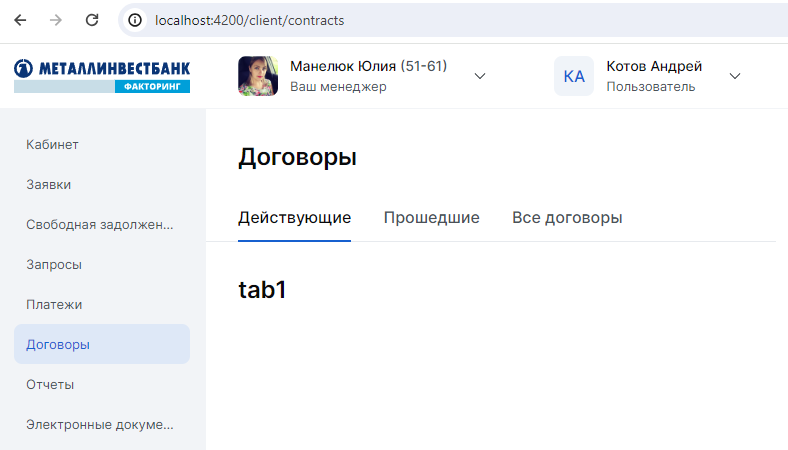 localhost:4200/client/contracts
МЕТАЛЛИНВЕСТБАНК
ФАКТОРИНГ
Манелюк Юлия (51-61)
Ваш менеджер
КА
Котов Андрей
Пользователь
Кабинет
Заявки
Свободная задолжен...
Запросы
Платежи
Договоры
Отчеты
Электронные докуме...
Договоры
Действующие Прошедшие Все договоры
tab1